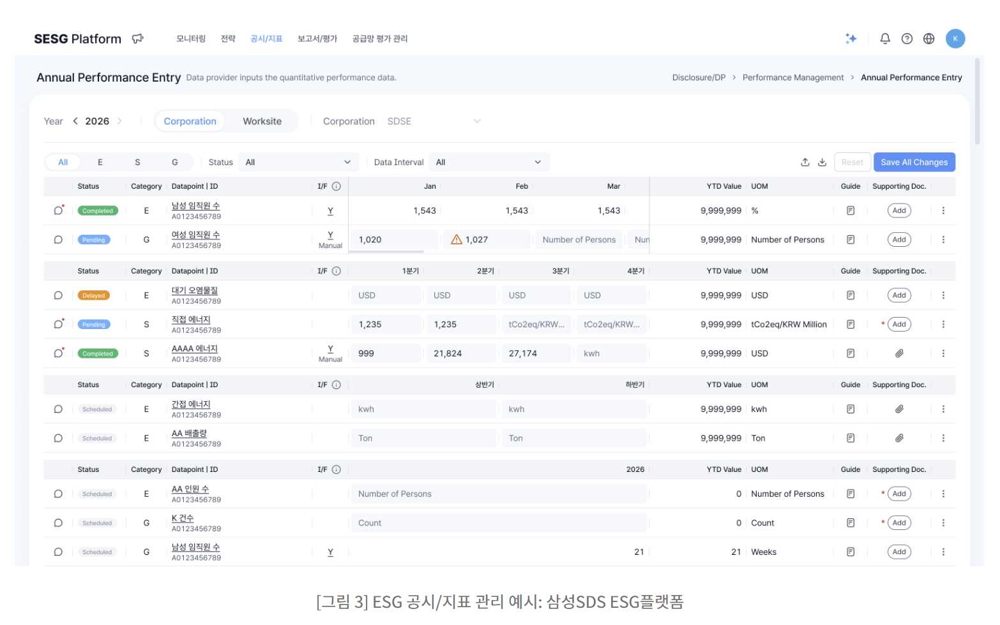 SESG Platform 모니터링 전략 공시/지표 보고서/평가 공급망 평가 관리 K
Annual Performance Entry Data provider inputs the quantitative performance data. Disclosure/DP > Performance Management > Annual Performance Entry
Year < 2026 > Corporation Worksite Corporation SDSE
All E S G Status All Data Interval All Reset Save All Changes
Status Category Datapoint | ID I/F Jan Feb Mar YTD Value UOM Guide Supporting Doc.
Completed E 남성 임직원 수 Y 1,543 1,543 1,543 9,999,999 % Add
A0123456789
Pending G 여성 임직원 수 Y 1,020 1,027 Number of Persons Nun 9,999,999 Number of Persons Add
A0123456789 Manual
Status Category Datapoint | ID I/F 1분기 2분기 3분기 4분기 YTD Value UOM Guide Supporting Doc.
Delayed E 대기 오염물질 USD USD USD USD 9,999,999 USD Add
A0123456789
Pending S 직접 에너지 1,235 1,235 tCo2eq/KRW... tCo2eq/KRW... 9,999,999 tCo2eq/KRW Million * Add
A0123456789
Completed S AAAA 에너지 Y 999 21,824 27,174 kwh 9,999,999 USD
A0123456789 Manual
Status Category Datapoint | ID I/F 상반기 하반기 YTD Value UOM Guide Supporting Doc.
Scheduled E 간접 에너지 kwh kwh 9,999,999 kwh
A0123456789
Scheduled E AA 배출량 Ton Ton 9,999,999 Ton
A0123456789
Status Category Datapoint | ID I/F 2026 YTD Value UOM Guide Supporting Doc.
Scheduled E AA 인원 수 Number of Persons 0 Number of Persons * Add
A0123456789
Scheduled G K 건수 Count 0 Count * Add
A0123456789
Scheduled G 남성 임직원 수 Y 21 21 Weeks Add
A0123456789
[그림 3] ESG 공시/지표 관리 예시: 삼성SDS ESG플랫폼